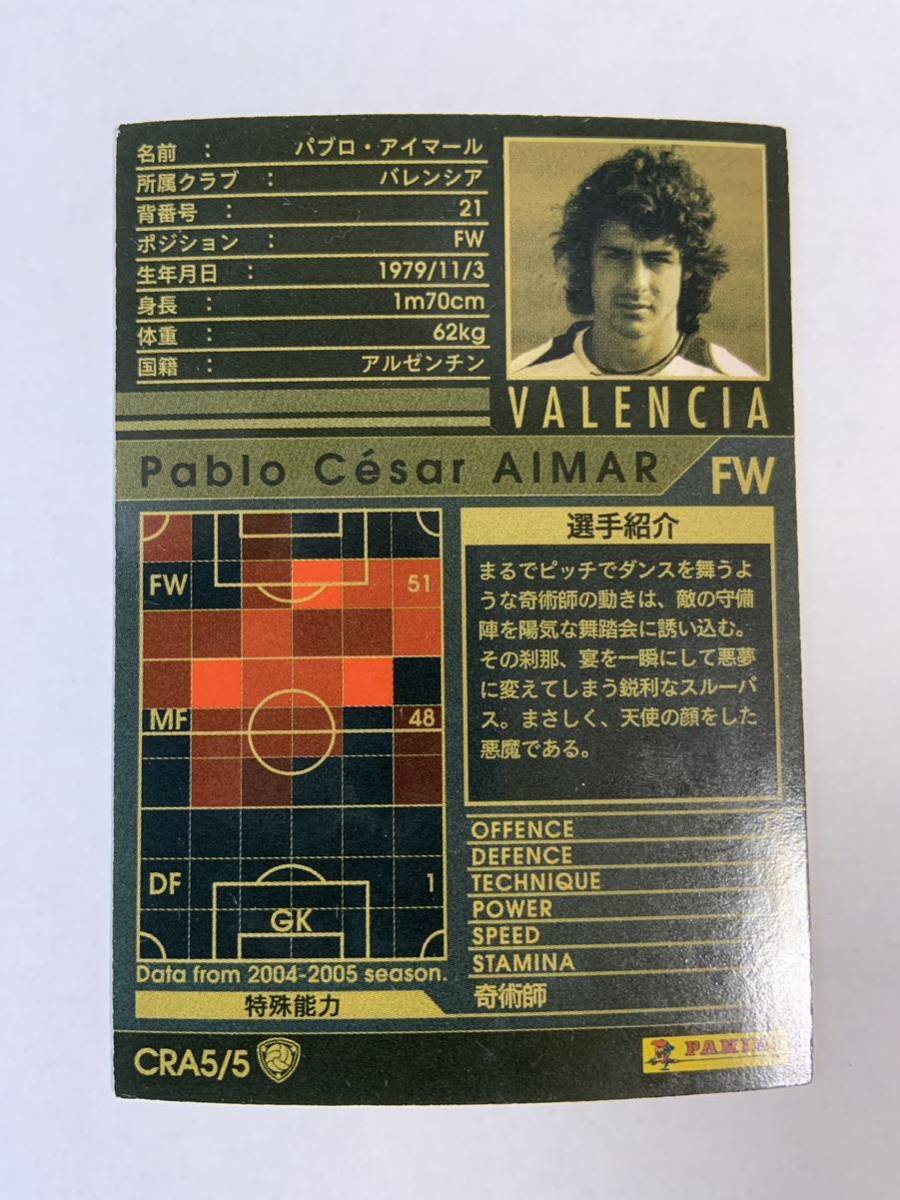 名前 : パブロ・アイマール
所属クラブ : バレンシア
背番号 : 21
ポジション : FW
生年月日 : 1979/11/3
身長 : 1m70cm
体重 : 62kg
国籍 : アルゼンチン
VALENCIA
Pablo César AIMAR FW
FW 51
MF 48
DF 1
GK
Data from 2004-2005 season.
特殊能力
選手紹介
まるでピッチでダンスを舞うよ
うな奇術師の動きは、敵の守備
陣を陽気な舞踏会に誘い込む。
その刹那、宴を一瞬にして悪夢
に変えてしまう鋭利なスルーパ
ス。まさしく、天使の顔をした
悪魔である。
OFFENCE
DEFENCE
TECHNIQUE
POWER
SPEED
STAMINA
奇術師
CRA5/5
PANINI